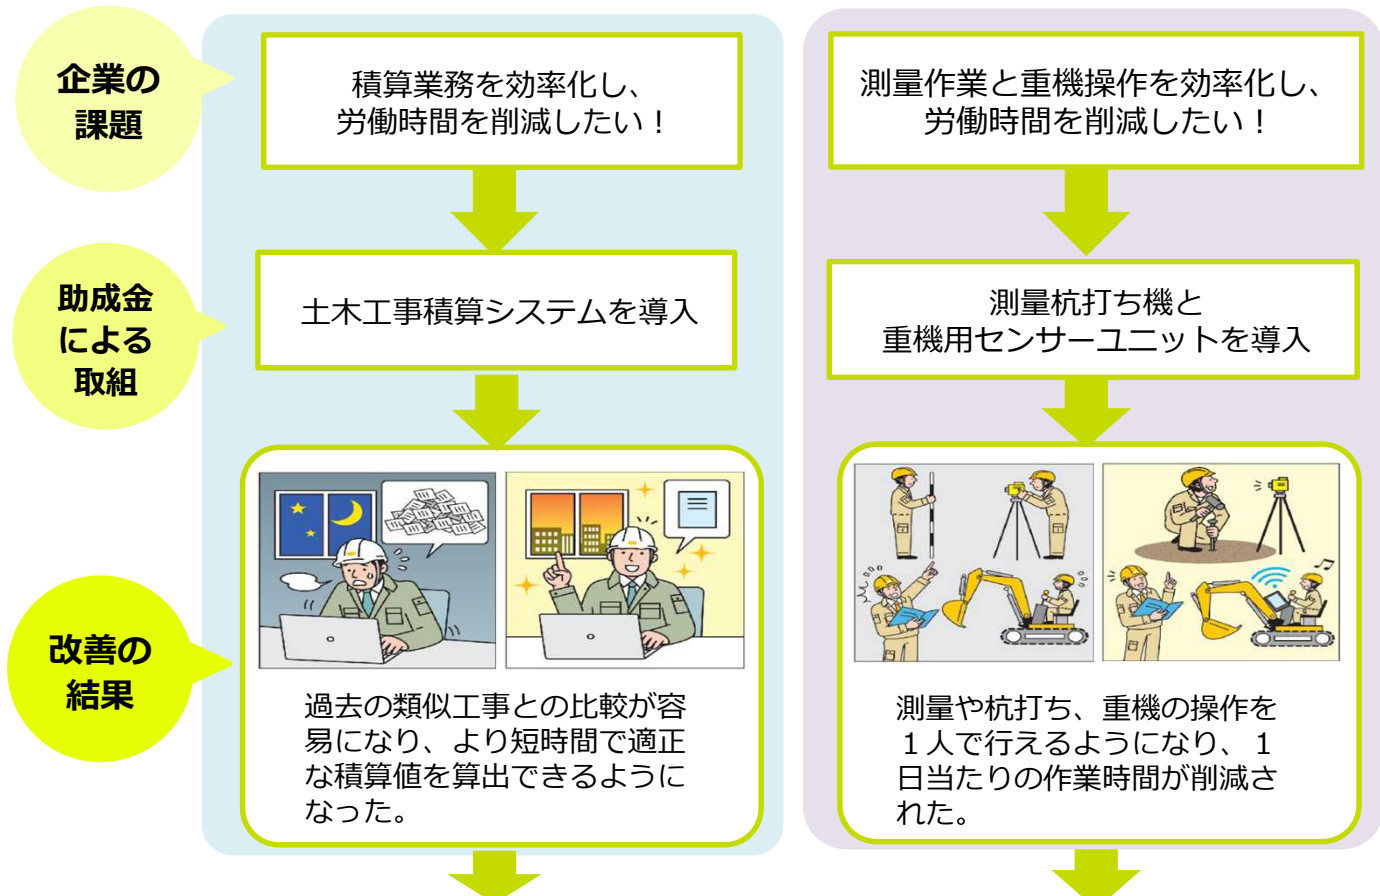 企業の
課題
積算業務を効率化し、
労働時間を削減したい！
測量作業と重機操作を効率化し、
労働時間を削減したい！
助成金
による
取組
土木工事積算システムを導入
測量杭打ち機と
重機用センサーユニットを導入
改善の
結果
過去の類似工事との比較が容
易になり、より短時間で適正
な積算値を算出できるように
なった。
測量や杭打ち、重機の操作を
１人で行えるようになり、１
日当たりの作業時間が削減さ
れた。